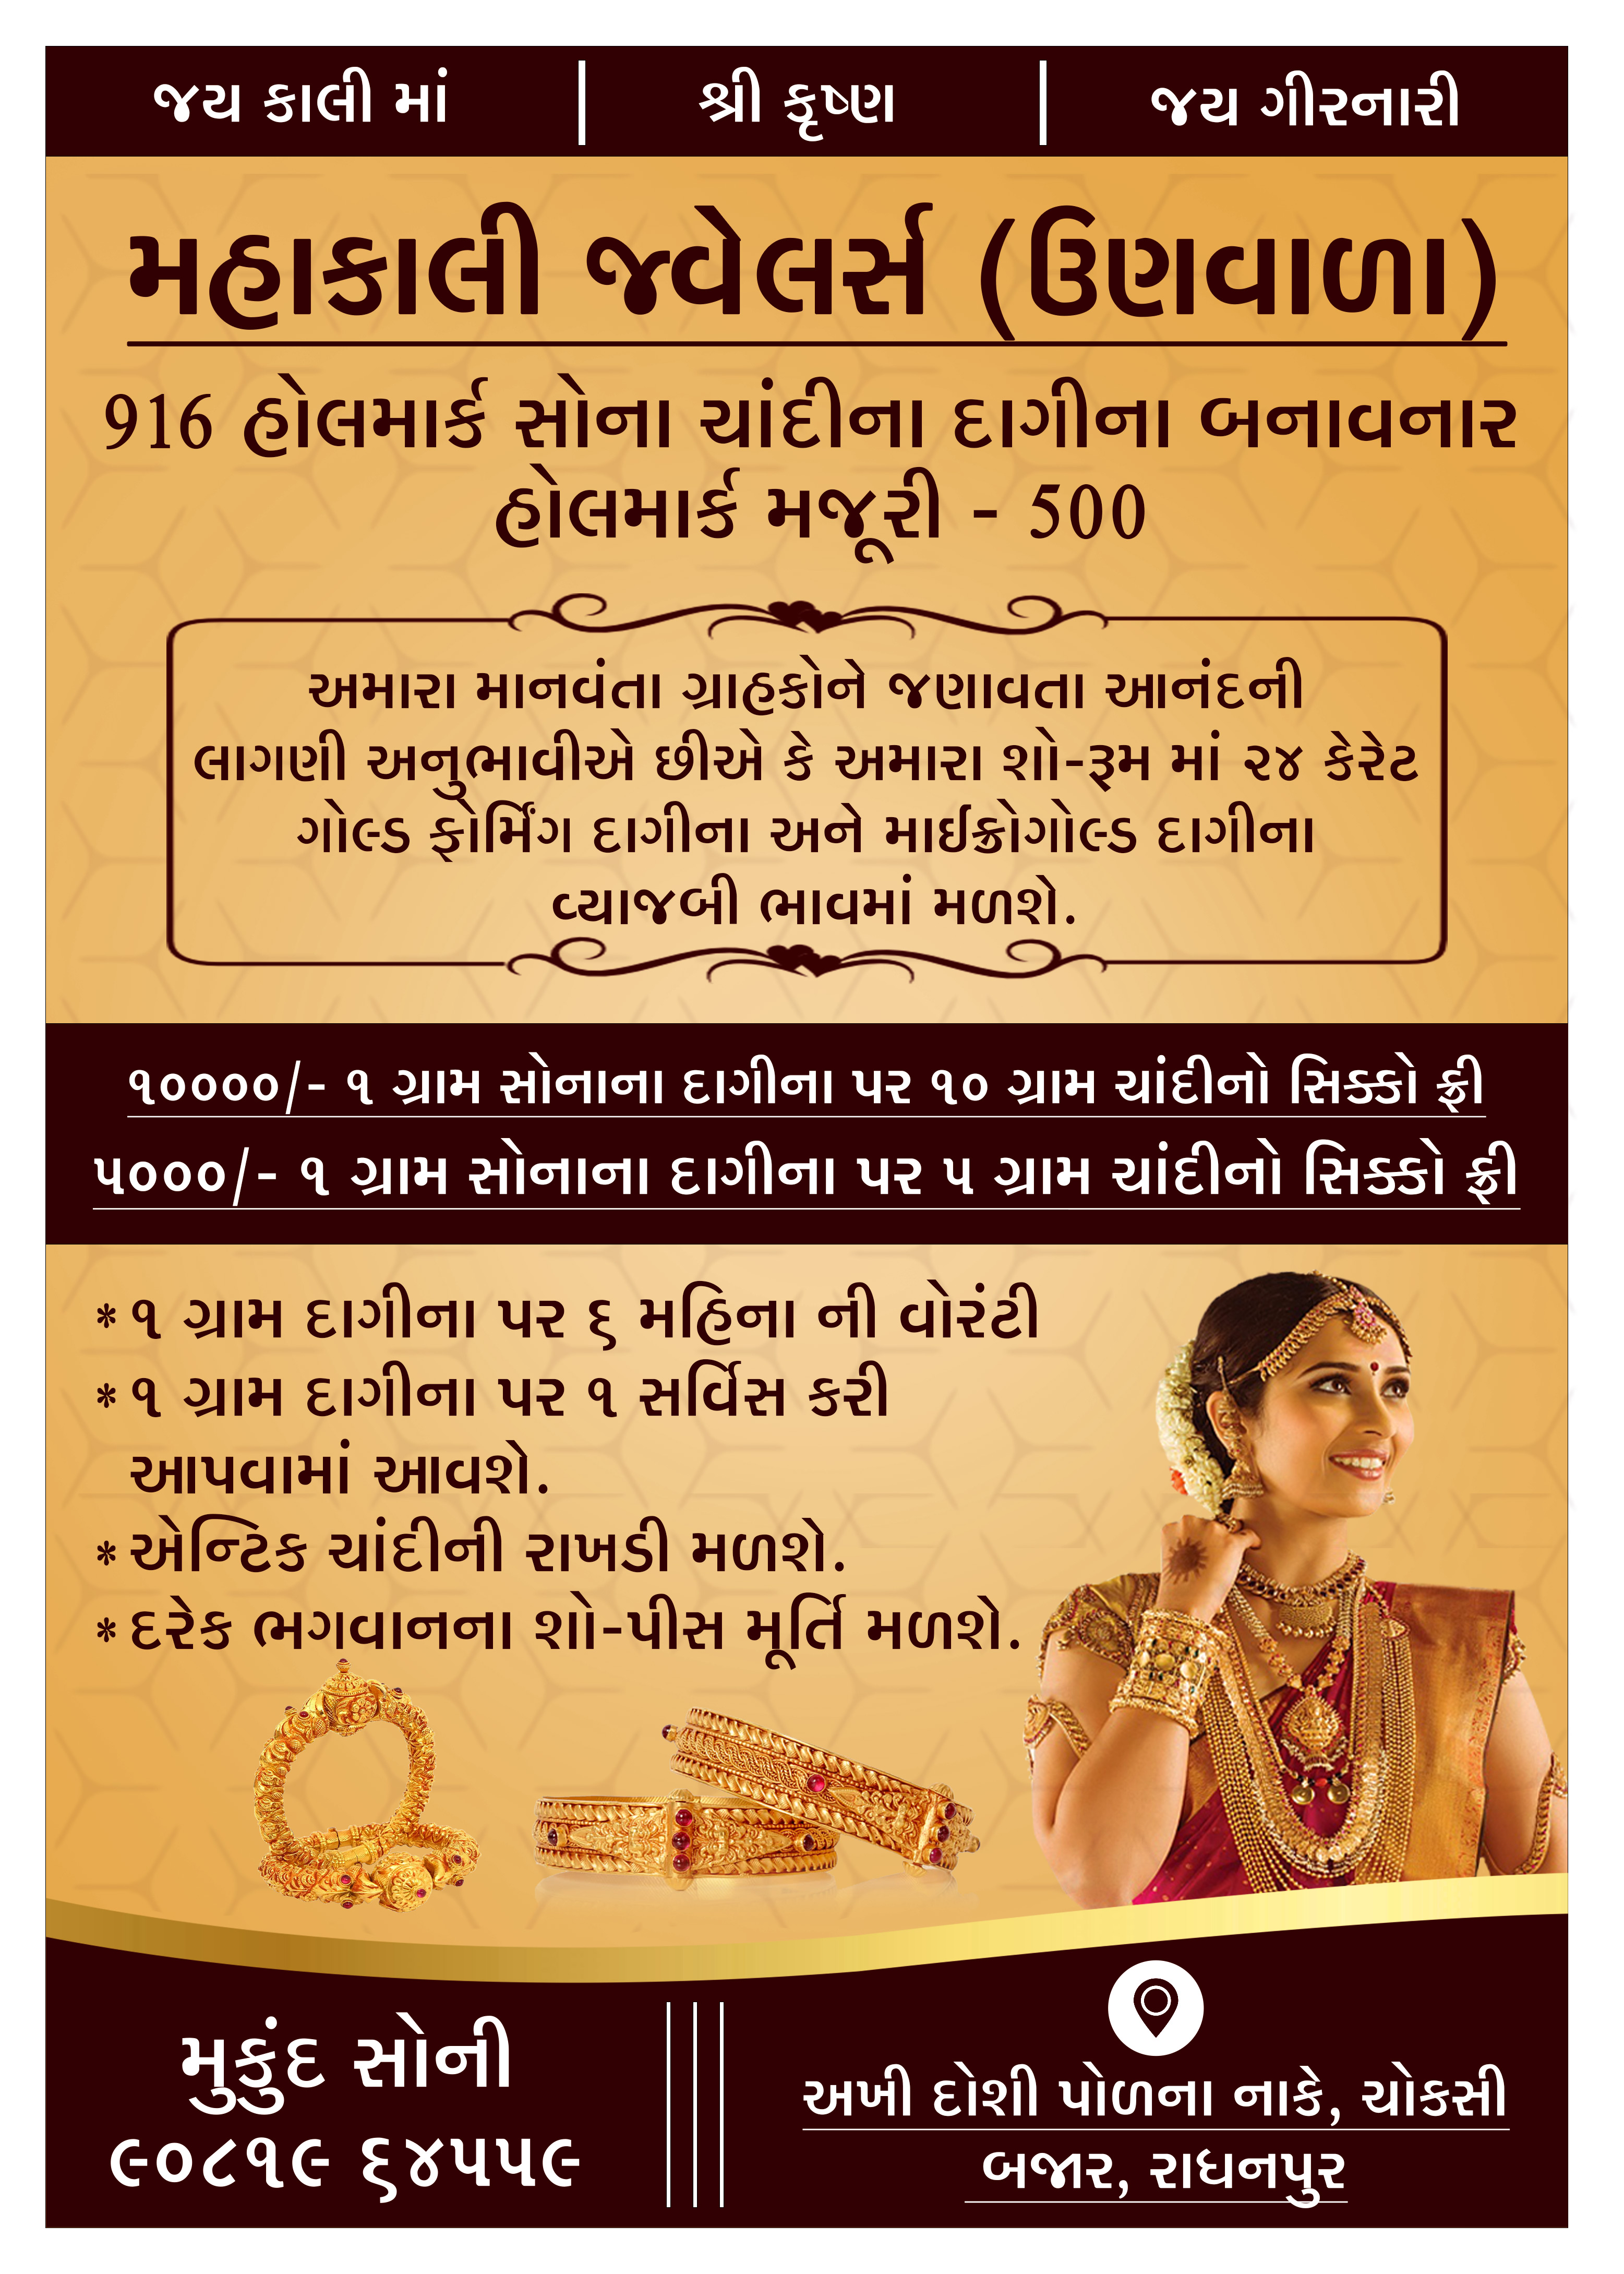 જય કાલી માં | શ્રી કૃષ્ણ | જય ગીરનારી
મહાકાલી જ્વેલર્સ (ઉણવાળા)
916 હોલમાર્ક સોના ચાંદીના દાગીના બનાવનાર
હોલમાર્ક મજૂરી - 500
અમારા માનવંતા ગ્રાહકોને જણાવતા આનંદની
લાગણી અનુભાવીએ છીએ કે અમારા શો-રૂમ માં ૨૪ કેરેટ
ગોલ્ડ ફોર્મિંગ દાગીના અને માઈક્રોગોલ્ડ દાગીના
વ્યાજબી ભાવમાં મળશે.
૧૦૦૦૦/- ૧ ગ્રામ સોનાના દાગીના પર ૧૦ ગ્રામ ચાંદીનો સિક્કો ફ્રી
૫૦૦૦/- ૧ ગ્રામ સોનાના દાગીના પર ૫ ગ્રામ ચાંદીનો સિક્કો ફ્રી
* ૧ ગ્રામ દાગીના પર ૬ મહિના ની વોરંટી
* ૧ ગ્રામ દાગીના પર ૧ સર્વિસ કરી
આપવામાં આવશે.
* એન્ટિક ચાંદીની રાખડી મળશે.
* દરેક ભગવાનના શો-પીસ મૂર્તિ મળશે.
મુકુંદ સોની
૯૦૮૧૯ ૬૪૫૫૯
અખી દોશી પોળના નાકે, ચોકસી
બજાર, રાધનપુર